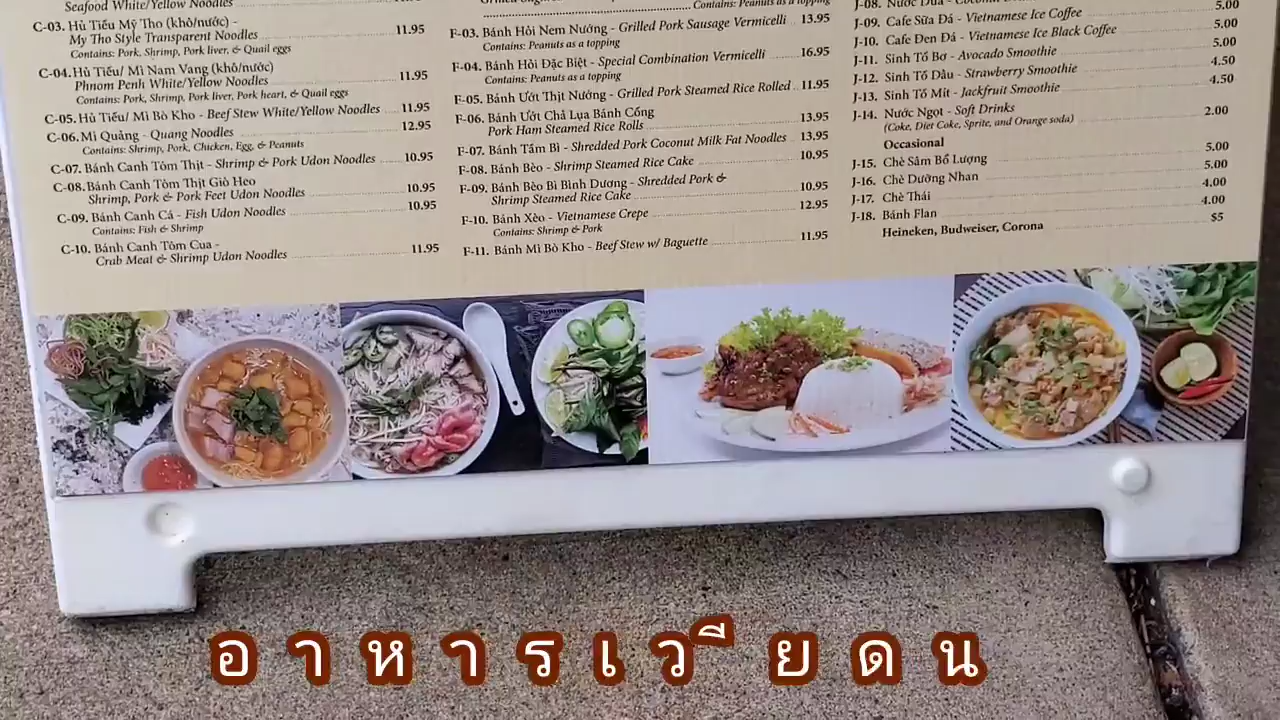 Seafood White/Yellow Noodles
C-03. Hủ Tiếu Mỹ Tho (khô/nước) -
My Tho Style Transparent Noodles 11.95
Contains: Pork, Shrimp, Pork liver, & Quail eggs
C-04. Hủ Tiếu/ Mì Nam Vang (khô/nước)
Phnom Penh White/Yellow Noodles 11.95
Contains: Pork, Shrimp, Pork liver, Pork heart, & Quail eggs
C-05. Hủ Tiếu/ Mì Bò Kho - Beef Stew White/Yellow Noodles 11.95
C-06. Mì Quảng - Quang Noodles 12.95
Contains: Shrimp, Pork, Chicken, Egg, & Peanuts
C-07. Bánh Canh Tôm Thịt - Shrimp & Pork Udon Noodles 10.95
C-08. Bánh Canh Tôm Thịt Giò Heo
Shrimp, Pork & Pork Feet Udon Noodles 10.95
C-09. Bánh Canh Cá - Fish Udon Noodles 10.95
Contains: Fish & Shrimp
C-10. Bánh Canh Tôm Cua -
Crab Meat & Shrimp Udon Noodles 11.95
Contains: Peanuts as a topping
F-03. Bánh Hỏi Nem Nướng - Grilled Pork Sausage Vermicelli 13.95
Contains: Peanuts as a topping
F-04. Bánh Hỏi Đặc Biệt - Special Combination Vermicelli 16.95
Contains: Peanuts as a topping
F-05. Bánh Ướt Thịt Nướng - Grilled Pork Steamed Rice Rolled 11.95
F-06. Bánh Ướt Chả Lụa Bánh Cống
Pork Ham Steamed Rice Rolls 13.95
F-07. Bánh Tầm Bì - Shredded Pork Coconut Milk Fat Noodles 13.95
F-08. Bánh Bèo - Shrimp Steamed Rice Cake 10.95
F-09. Bánh Bèo Bì Bình Dương - Shredded Pork &
Shrimp Steamed Rice Cake 10.95
F-10. Bánh Xèo - Vietnamese Crepe 12.95
Contains: Shrimp & Pork
F-11. Bánh Mì Bò Kho - Beef Stew w/ Baguette 11.95
J-08. Nước Dừa
J-09. Cafe Sữa Đá - Vietnamese Ice Coffee 5.00
J-10. Cafe Đen Đá - Vietnamese Ice Black Coffee 5.00
J-11. Sinh Tố Bơ - Avocado Smoothie 5.00
J-12. Sinh Tố Dâu - Strawberry Smoothie 4.50
J-13. Sinh Tố Mít - Jackfruit Smoothie 4.50
J-14. Nước Ngọt - Soft Drinks 2.00
(Coke, Diet Coke, Sprite, and Orange soda)
Occasional
J-15. Chè Sâm Bổ Lượng 5.00
J-16. Chè Dưỡng Nhan 5.00
J-17. Chè Thái 4.00
J-18. Bánh Flan 4.00
Heineken, Budweiser, Corona $5
อาหารเวียดน